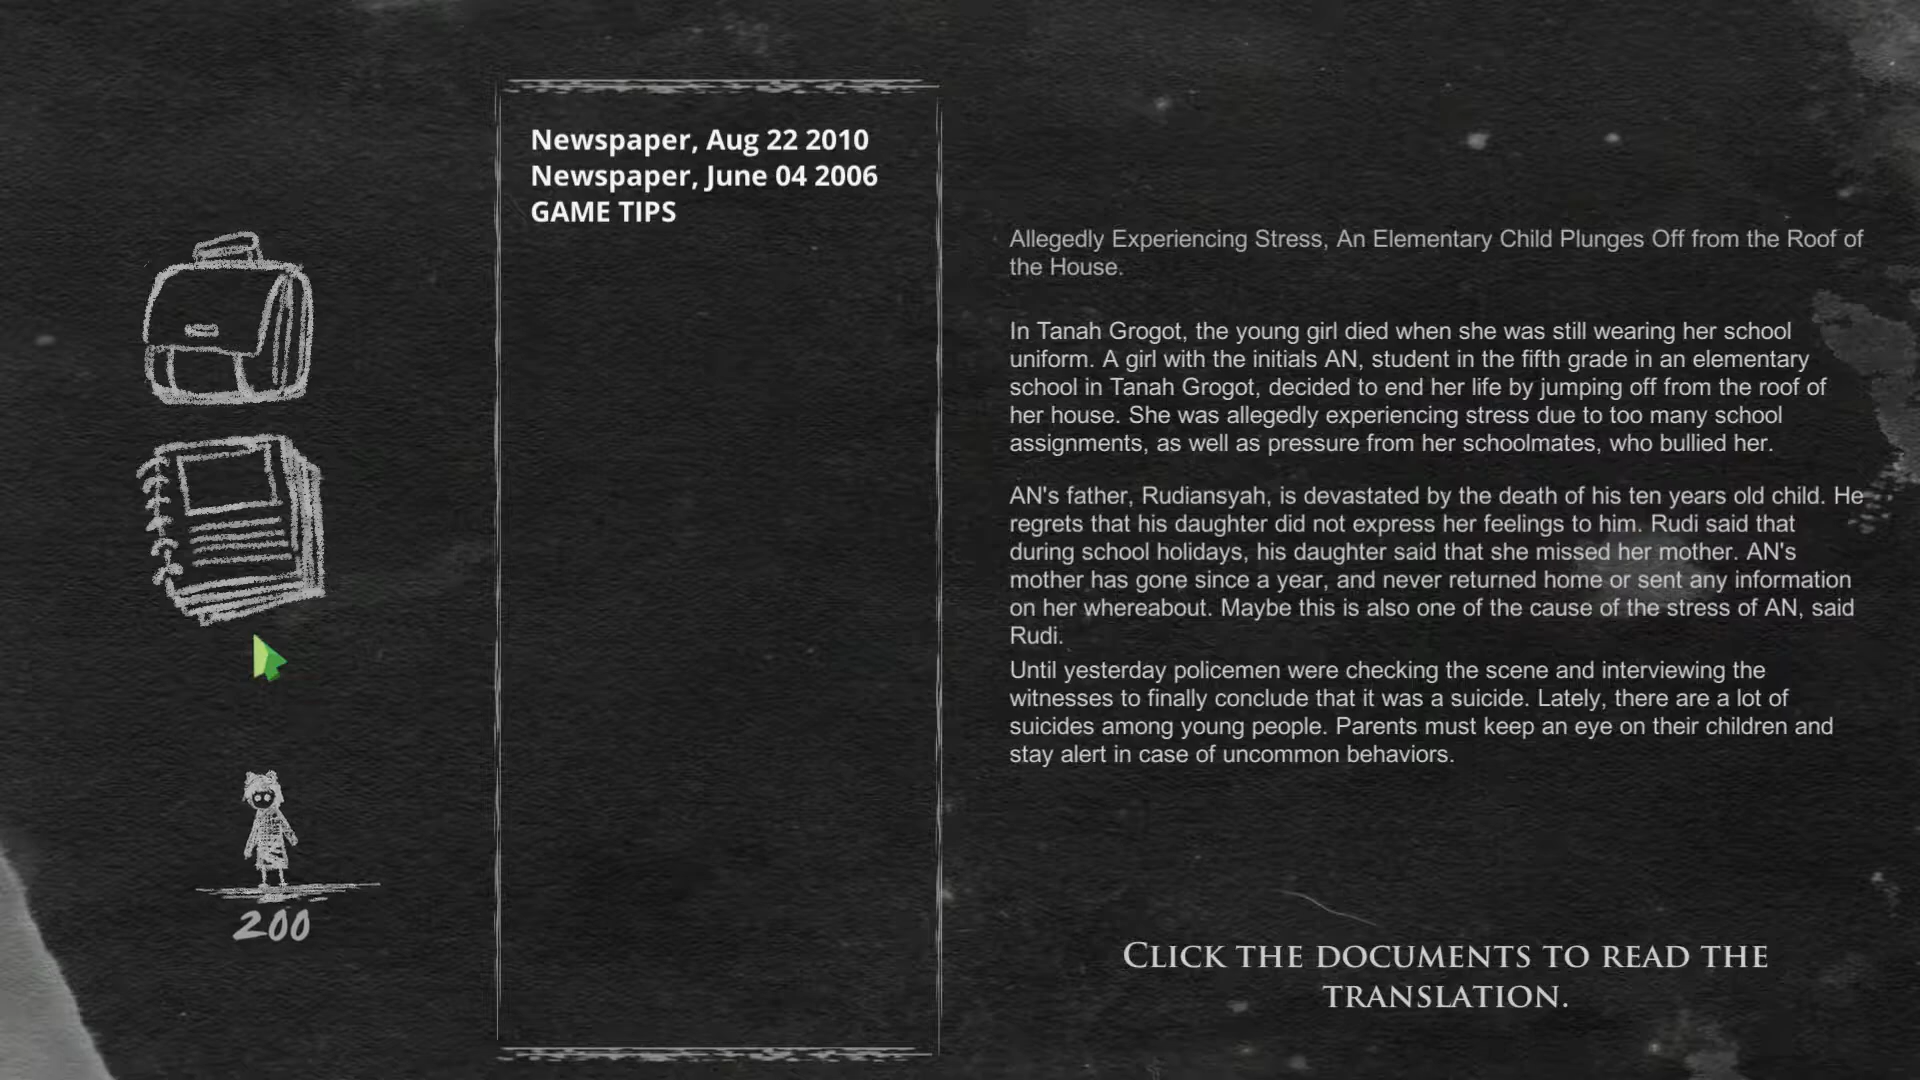 Newspaper, Aug 22 2010
Newspaper, June 04 2006
GAME TIPS
Allegedly Experiencing Stress, An Elementary Child Plunges Off from the Roof of
the House.
In Tanah Grogot, the young girl died when she was still wearing her school
uniform. A girl with the initials AN, student in the fifth grade in an elementary
school in Tanah Grogot, decided to end her life by jumping off from the roof of
her house. She was allegedly experiencing stress due to too many school
assignments, as well as pressure from her schoolmates, who bullied her.
AN's father, Rudiansyah, is devastated by the death of his ten years old child. He
regrets that his daughter did not express her feelings to him. Rudi said that
during school holidays, his daughter said that she missed her mother. AN's
mother has gone since a year, and never returned home or sent any information
on her whereabout. Maybe this is also one of the cause of the stress of AN, said
Rudi.
Until yesterday policemen were checking the scene and interviewing the
witnesses to finally conclude that it was a suicide. Lately, there are a lot of
suicides among young people. Parents must keep an eye on their children and
stay alert in case of uncommon behaviors.
200
CLICK THE DOCUMENTS TO READ THE
TRANSLATION.